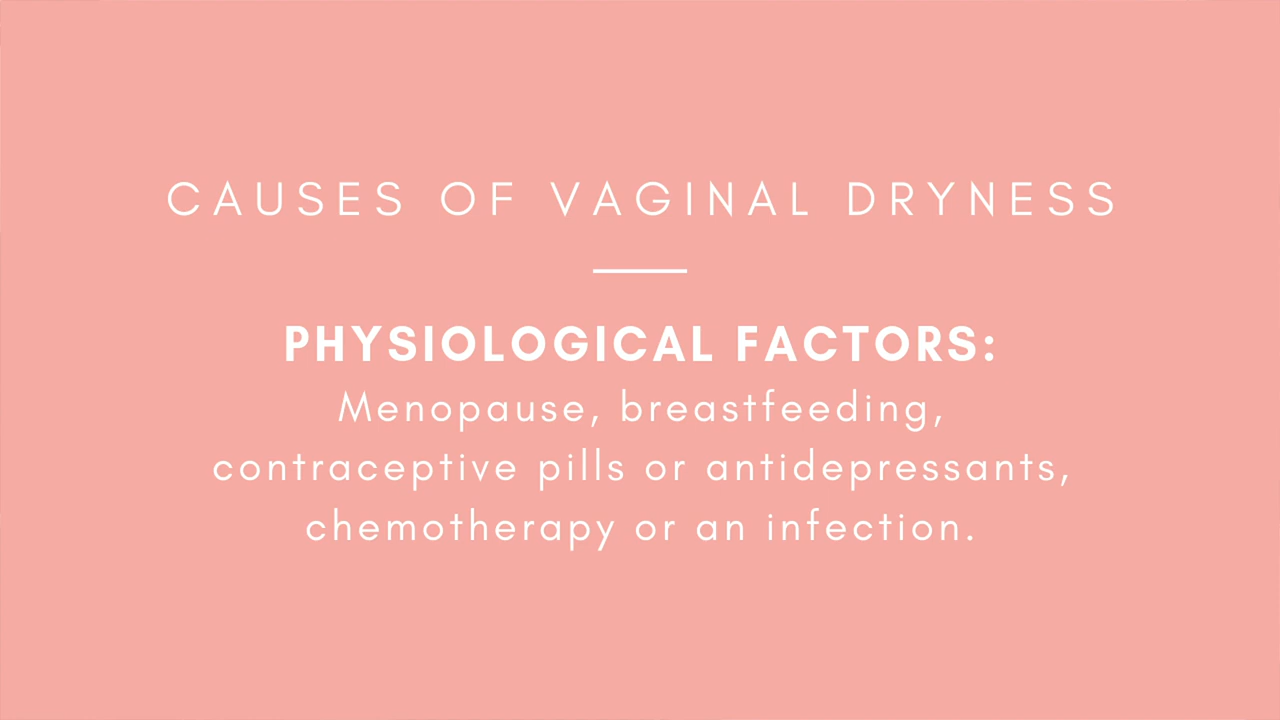 CAUSES OF VAGINAL DRYNESS
PHYSIOLOGICAL FACTORS:
Menopause, breastfeeding,
contraceptive pills or antidepressants,
chemotherapy or an infection.